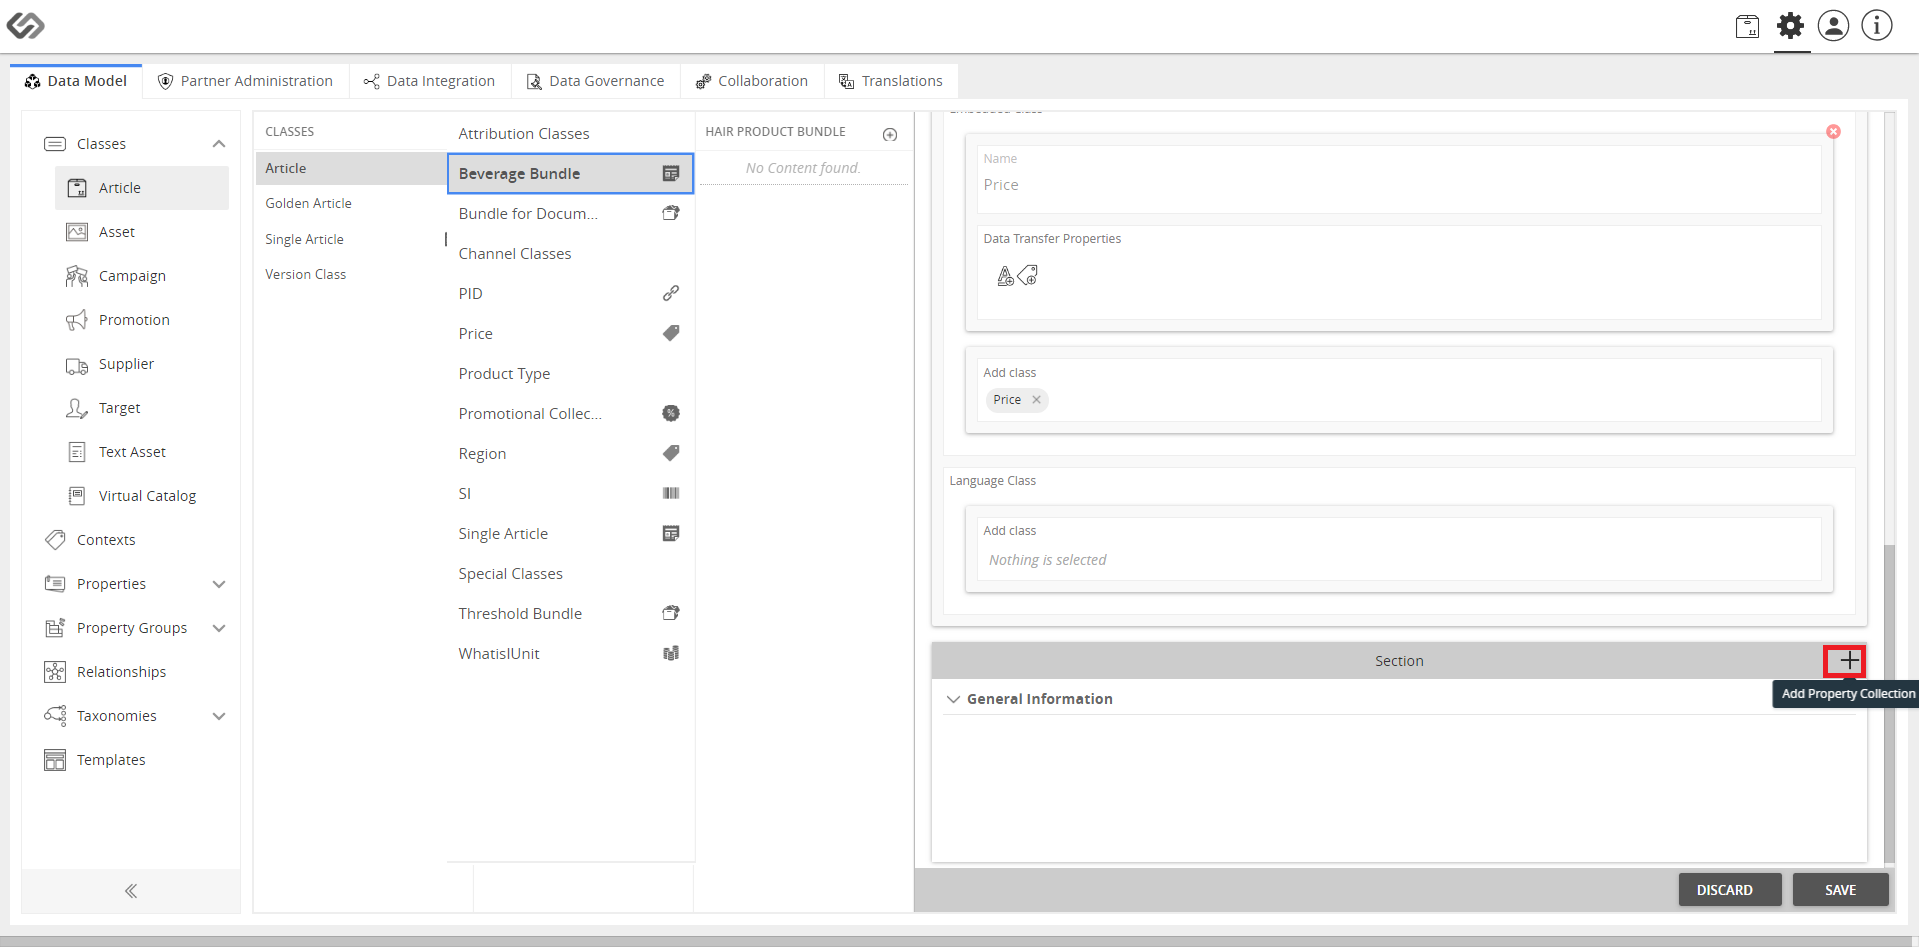 Data Model
Partner Administration
Data Integration
Data Governance
Collaboration
Translations
Classes
Article
Asset
Campaign
Promotion
Supplier
Target
Text Asset
Virtual Catalog
Contexts
Properties
Property Groups
Relationships
Taxonomies
Templates
CLASSES
Article
Golden Article
Single Article
Version Class
Attribution Classes
Beverage Bundle
Bundle for Docum...
Channel Classes
PID
Price
Product Type
Promotional Collec...
Region
SI
Single Article
Special Classes
Threshold Bundle
WhatisIUnit
HAIR PRODUCT BUNDLE
No Content found.
Name
Price
Data Transfer Properties
Add class
Price
Language Class
Add class
Nothing is selected
Section
Add Property Collection
General Information
DISCARD
SAVE